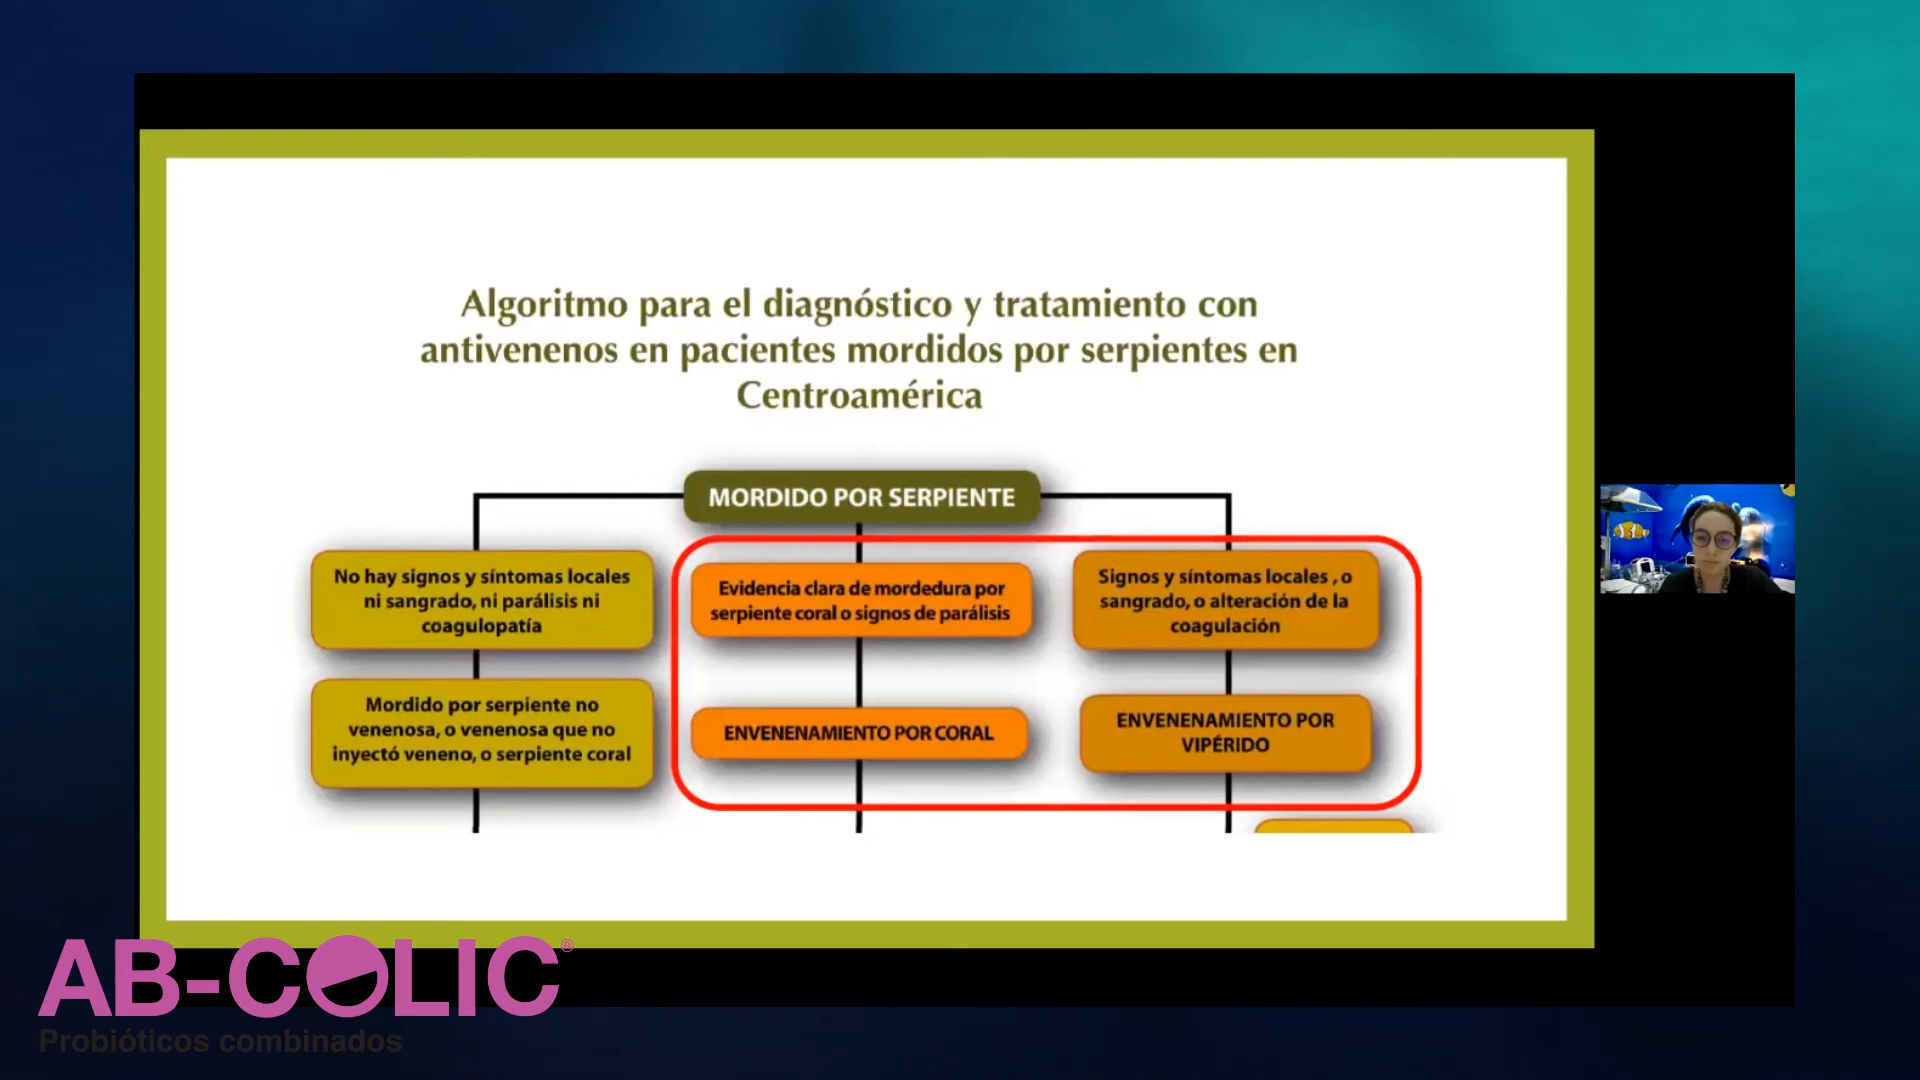 Algoritmo para el diagnóstico y tratamiento con
antivenenos en pacientes mordidos por serpientes en
Centroamérica
MORDIDO POR SERPIENTE
No hay signos y síntomas locales
ni sangrado, ni parálisis ni
coagulopatía
Evidencia clara de mordedura por
serpiente coral o signos de parálisis
Signos y síntomas locales , o
sangrado, o alteración de la
coagulación
Mordido por serpiente no
venenosa, o venenosa que no
inyectó veneno, o serpiente coral
ENVENENAMIENTO POR CORAL
ENVENENAMIENTO POR
VIPÉRIDO
AB-COLIC®
Probióticos combinados